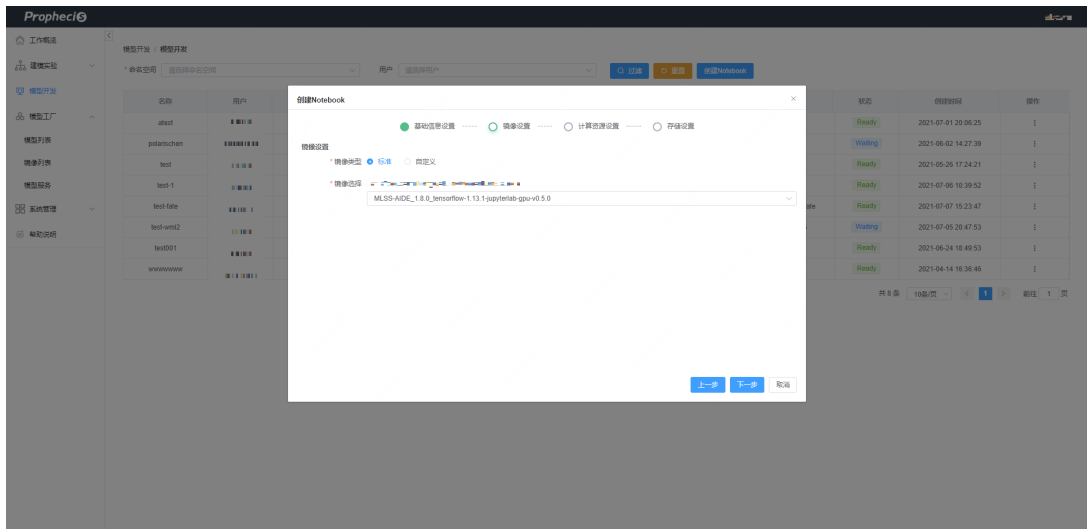 PropheciS
工作概览
建模实验
模型开发
模型工厂
模型列表
镜像列表
模型服务
系统管理
帮助说明
模型开发 / 模型开发
* 命名空间 请选择命名空间 用户 请选择用户 过滤 重置 创建Notebook
名称 用户 状态 创建时间 操作
atest Ready 2021-07-01 20:06:25
polarischen Waiting 2021-06-02 14:27:39
test Ready 2021-05-26 17:24:21
test-1 Ready 2021-07-06 10:39:52
test-fate ate Ready 2021-07-07 15:23:47
test-wml2 Waiting 2021-07-05 20:47:53
test001 Ready 2021-06-24 18:49:53
wwwwwww Ready 2021-04-14 16:36:46
共 8 条 10条/页 1 前往 1 页
创建Notebook
基础信息设置 镜像设置 计算资源设置 存储设置
镜像设置
* 镜像类型 标准 自定义
* 镜像选择
MLSS-AIDE_1.8.0_tensorflow-1.13.1-jupyterlab-gpu-v0.5.0
上一步 下一步 取消